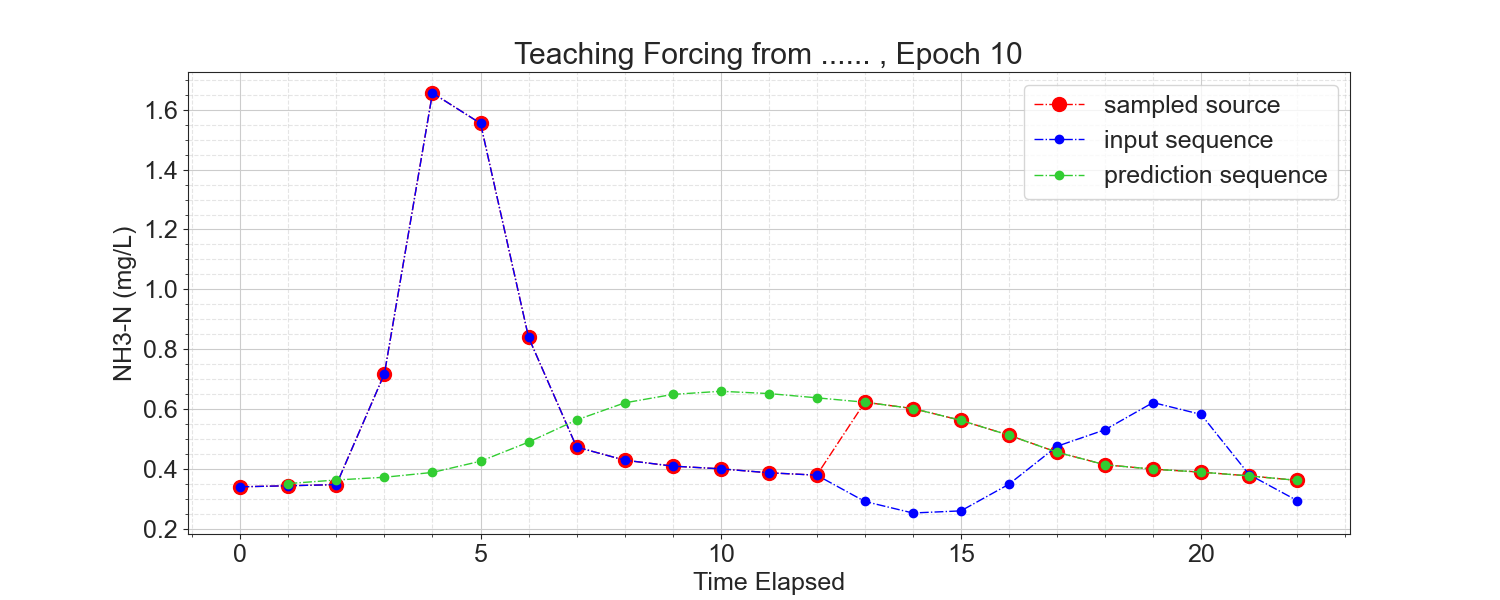 Teaching Forcing from ...... , Epoch 10
sampled source
input sequence
prediction sequence
NH3-N (mg/L)
1.6
1.4
1.2
1.0
0.8
0.6
0.4
0.2
0 5 10 15 20
Time Elapsed